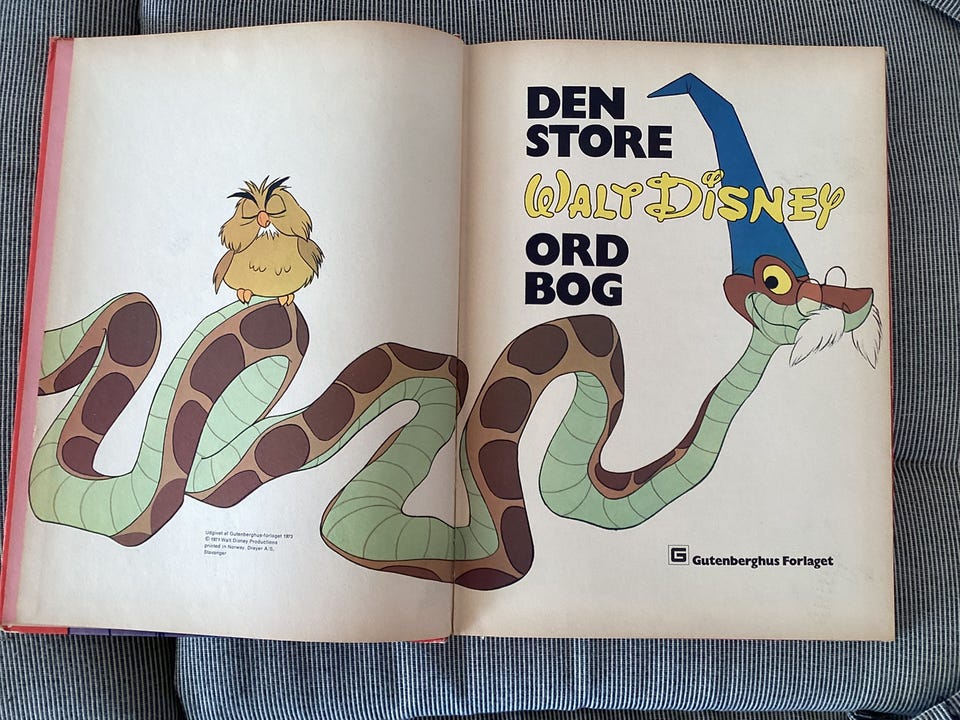 Udgivet af Gutenberghus-forlaget 1973
© 1971 Walt Disney Productions
printed in Norway, Dreyer A/S,
Stavanger
DEN
STORE
WALT DISNEY
ORD
BOG
G Gutenberghus Forlaget